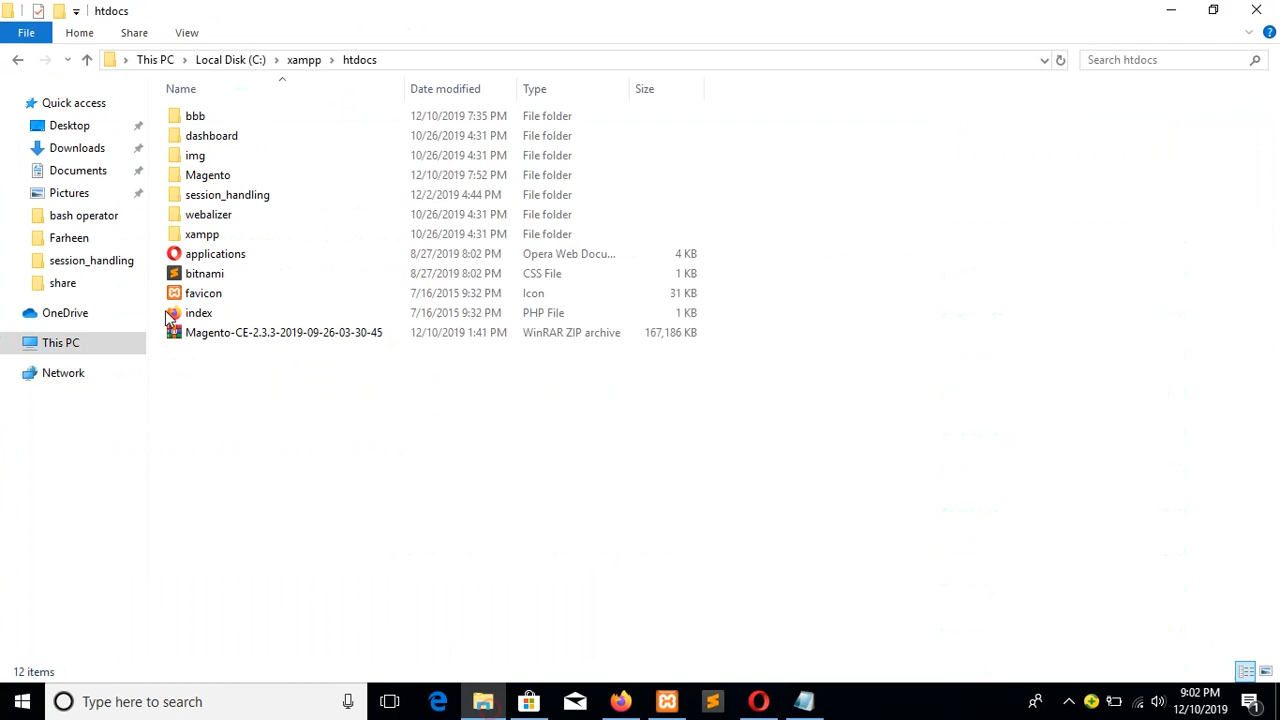 htdocs
File Home Share View
This PC Local Disk (C:) xampp htdocs Search htdocs
Name Date modified Type Size
Quick access
Desktop
Downloads
Documents
Pictures
bash operator
Farheen
session_handling
share
OneDrive
This PC
Network
bbb 12/10/2019 7:35 PM File folder
dashboard 10/26/2019 4:31 PM File folder
img 10/26/2019 4:31 PM File folder
Magento 12/10/2019 7:52 PM File folder
session_handling 12/2/2019 4:44 PM File folder
webalizer 10/26/2019 4:31 PM File folder
xampp 10/26/2019 4:31 PM File folder
applications 8/27/2019 8:02 PM Opera Web Docu... 4 KB
bitnami 8/27/2019 8:02 PM CSS File 1 KB
favicon 7/16/2015 9:32 PM Icon 31 KB
index 7/16/2015 9:32 PM PHP File 1 KB
Magento-CE-2.3.3-2019-09-26-03-30-45 12/10/2019 1:41 PM WinRAR ZIP archive 167,186 KB
12 items
Type here to search
9:02 PM
12/10/2019